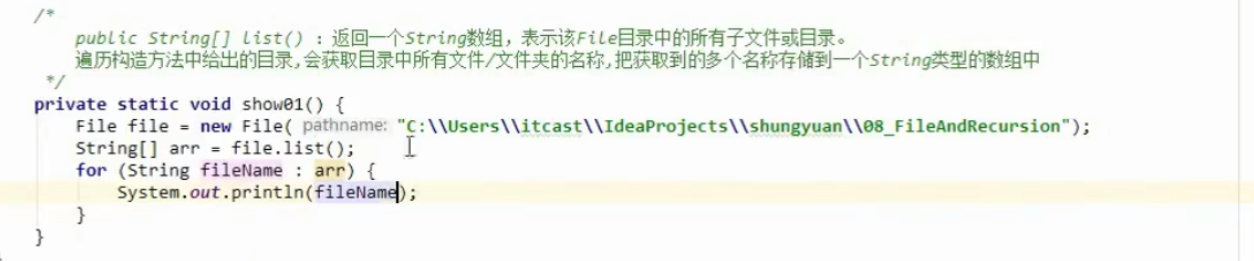 /*
public String[] list() ：返回一个String数组，表示该File目录中的所有子文件或目录。
遍历构造方法中给出的目录,会获取目录中所有文件/文件夹的名称,把获取到的多个名称存储到一个String类型的数组中
*/
private static void show01() {
File file = new File( pathname: "C:\\Users\\itcast\\IdeaProjects\\shungyuan\\08_FileAndRecursion");
String[] arr = file.list();
for (String fileName : arr) {
System.out.println(fileName);
}
}